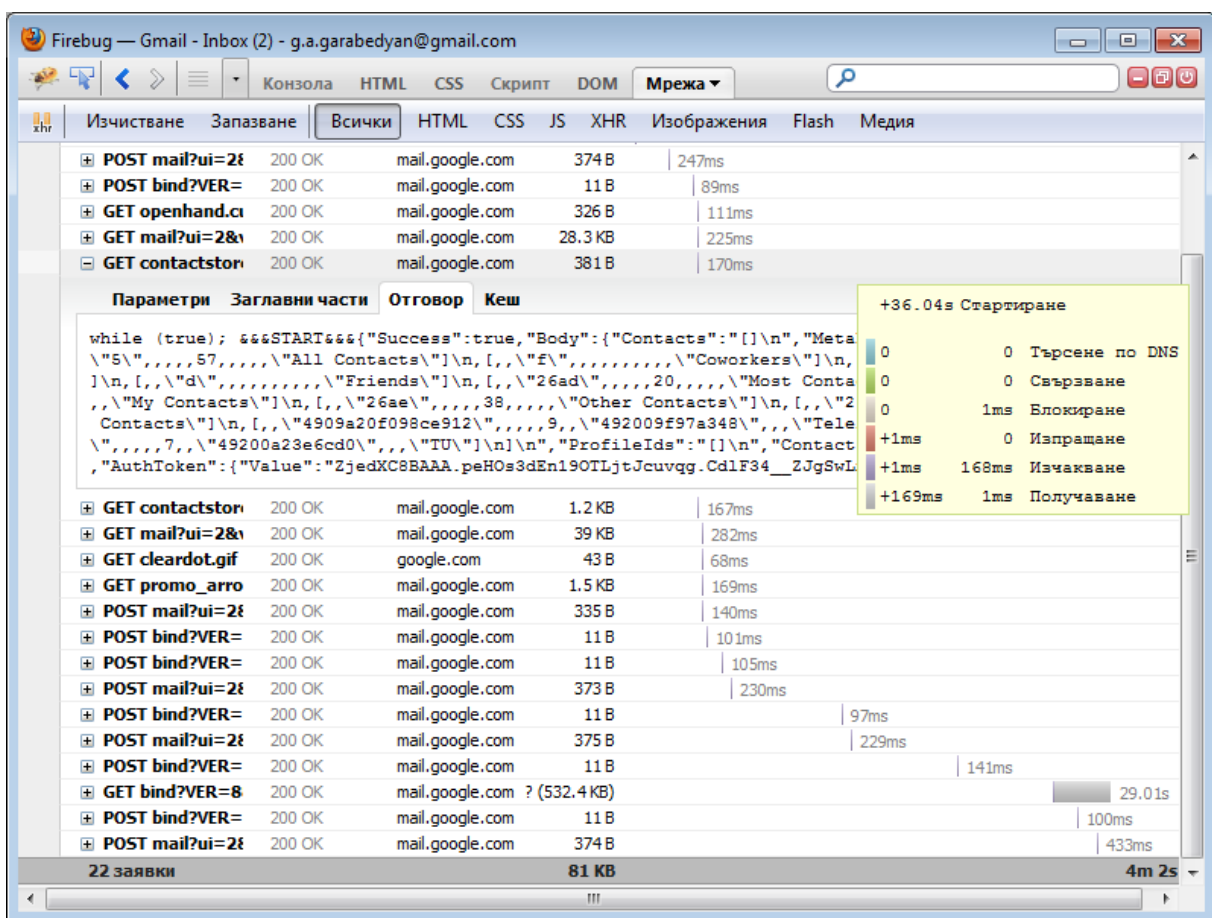 Firebug — Gmail - Inbox (2) - g.a.garabedyan@gmail.com
Конзола HTML CSS Скрипт DOM Мрежа
xhr Изчистване Запазване Всички HTML CSS JS XHR Изображения Flash Медия
POST mail?ui=28 200 OK mail.google.com 374 B 247ms
POST bind?VER= 200 OK mail.google.com 11 B 89ms
GET openhand.cu 200 OK mail.google.com 326 B 111ms
GET mail?ui=2&v 200 OK mail.google.com 28.3 KB 225ms
GET contactstore 200 OK mail.google.com 381 B 170ms
Параметри Заглавни части Отговор Кеш
while (true); &&&START&&&{"Success":true,"Body":{"Contacts":"[]\n","Meta
\"5\",,,,,57,,,,,\"All Contacts\"]\n,[,,\"f\",,,,,,,,,,\"Coworkers\"]\n,
]\n,[,,\"d\",,,,,,,,,,\"Friends\"]\n,[,,\"26ad\",,,,,20,,,,,\"Most Conta
,,\"My Contacts\"]\n,[,,\"26ae\",,,,,38,,,,,\"Other Contacts\"]\n,[,,\"2
Contacts\"]\n,[,,\"4909a20f098ce912\",,,,,9,,\"492009f97a348\",,,\"Tele
\",,,,,7,,\"49200a23e6cd0\",,,\"TU\"]\n]\n","ProfileIds":"[]\n","Contact
,"AuthToken":{"Value":"ZjedXC8BAAA.peHOs3dEn19OTLjtJcuvqg.CdlF34__ZJgSwL
+36.04s Стартиране
0 0 Търсене по DNS
0 0 Свързване
0 1ms Блокиране
+1ms 0 Изпращане
+1ms 168ms Изчакване
+169ms 1ms Получаване
GET contactstore 200 OK mail.google.com 1.2 KB 167ms
GET mail?ui=2&v 200 OK mail.google.com 39 KB 282ms
GET cleardot.gif 200 OK google.com 43 B 68ms
GET promo_arro 200 OK mail.google.com 1.5 KB 169ms
POST mail?ui=28 200 OK mail.google.com 335 B 140ms
POST bind?VER= 200 OK mail.google.com 11 B 101ms
POST bind?VER= 200 OK mail.google.com 11 B 105ms
POST mail?ui=28 200 OK mail.google.com 373 B 230ms
POST bind?VER= 200 OK mail.google.com 11 B 97ms
POST mail?ui=28 200 OK mail.google.com 375 B 229ms
POST bind?VER= 200 OK mail.google.com 11 B 141ms
GET bind?VER=8 200 OK mail.google.com ? (532.4 KB) 29.01s
POST bind?VER= 200 OK mail.google.com 11 B 100ms
POST mail?ui=28 200 OK mail.google.com 374 B 433ms
22 заявки 81 KB 4m 2s